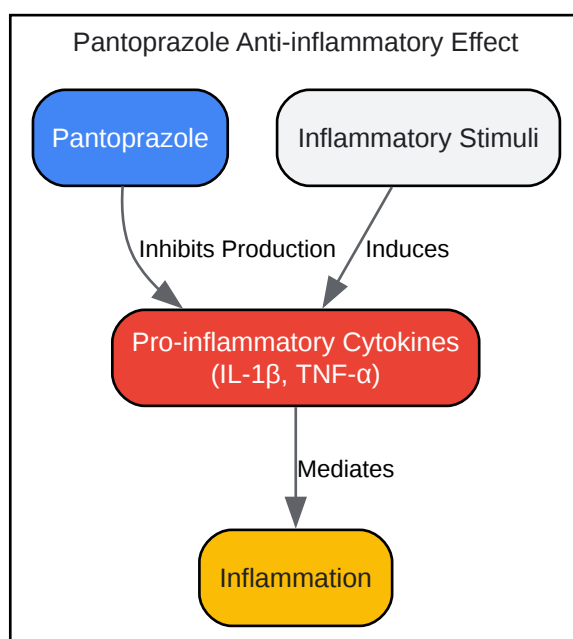 Pantoprazole Anti-inflammatory Effect
Pantoprazole
Inflammatory Stimuli
Inhibits Production
Induces
Pro-inflammatory Cytokines
(IL-1β, TNF-α)
Mediates
Inflammation